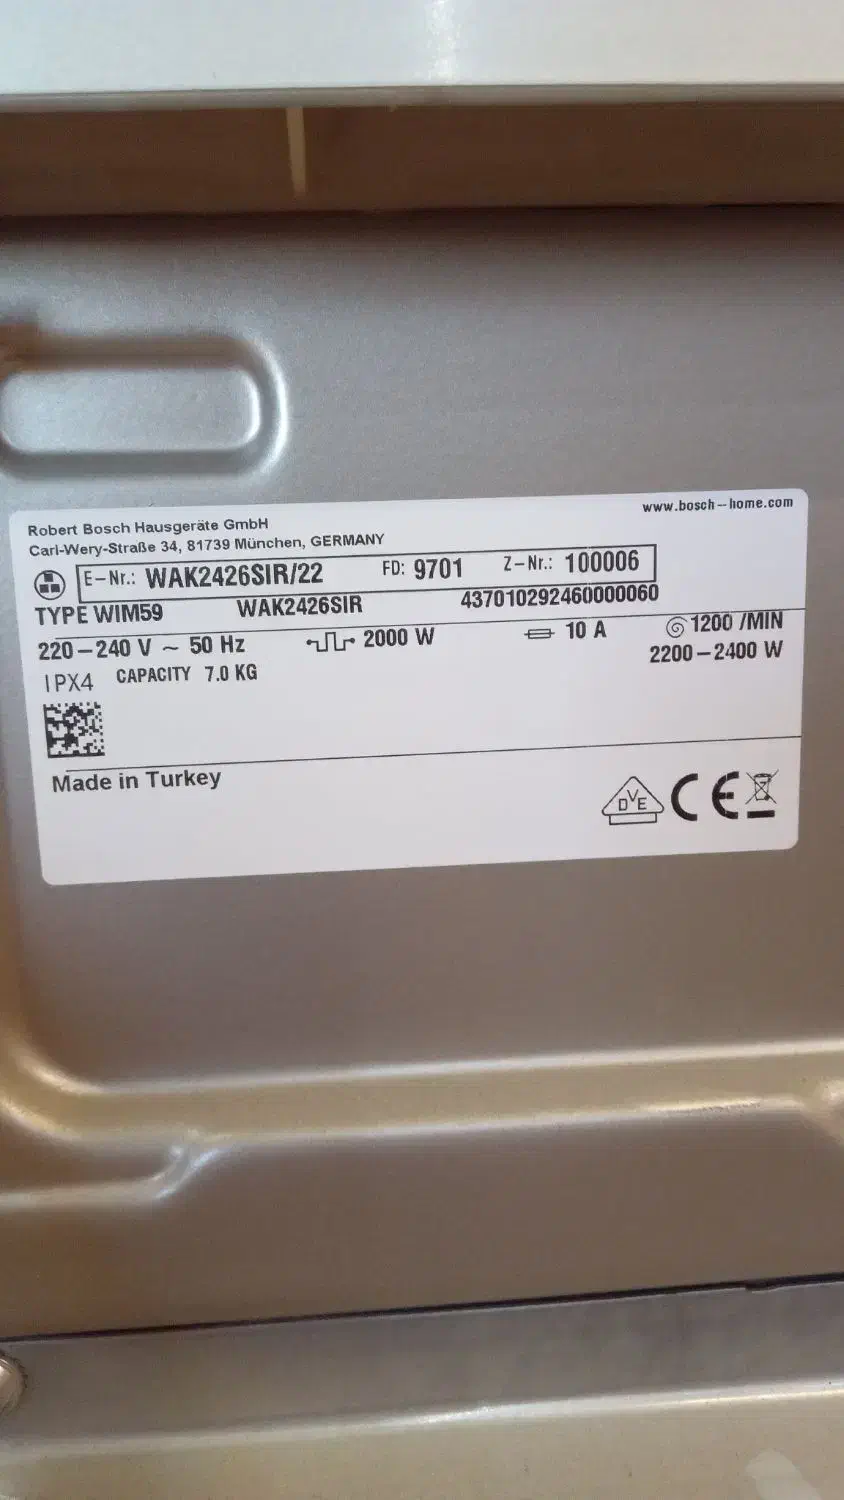 www.bosch-home.com
Robert Bosch Hausgeräte GmbH
Carl-Wery-Straße 34, 81739 München, GERMANY
E-Nr.: WAK2426SIR/22 FD: 9701 Z-Nr.: 100006
TYPE WIM59 WAK2426SIR 437010292460000060
220-240 V ~ 50 Hz 2000 W 10 A 1200 /MIN
2200-2400 W
IPX4 CAPACITY 7.0 KG
Made in Turkey
DVE CE